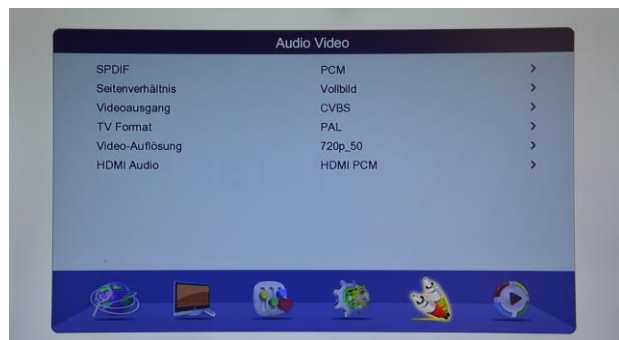 Audio Video
SPDIF PCM >
Seitenverhältnis Vollbild >
Videoausgang CVBS >
TV Format PAL >
Video-Auflösung 720p_50 >
HDMI Audio HDMI PCM >